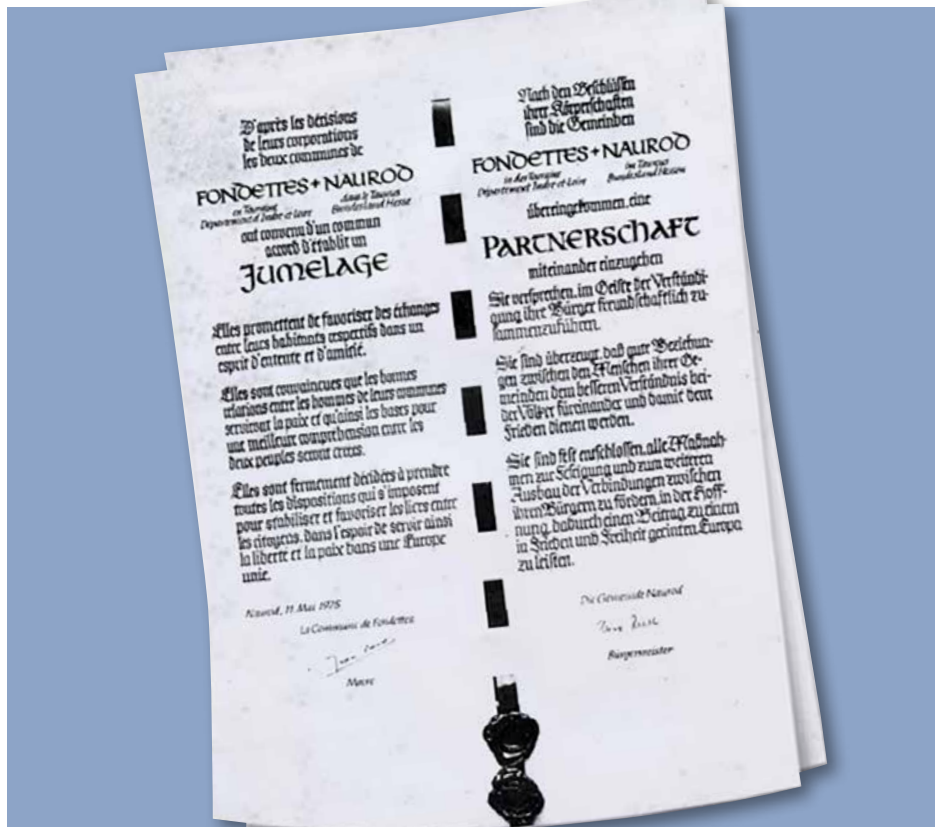 D'après les décisions
de leurs corporations
les deux communes de
FONDETTES + NAUROD
en Touraine
Département d'Indre-et-Loire
dans le Taunus
Bundesland Hesse
ont convenu d'un commun
accord d'établir un
JUMELAGE
Elles promettent de favoriser des échanges
entre leurs habitants respectifs dans un
esprit d'entente et d'amitié.
Elles sont convaincues que les bonnes
relations entre les hommes de leurs communes
serviront la paix et qu'ainsi les bases pour
une meilleure compréhension entre les
deux peuples seront créées.
Elles sont fermement décidées à prendre
toutes les dispositions qui s'imposent
pour stabiliser et favoriser les liens entre
les citoyens, dans l'espoir de servir ainsi
la liberté et la paix dans une Europe
unie.
Naurod, 11. Mai 1975
La Commune de Fondettes
Maire
Nach den Beschlüssen
ihrer Körperschaften
sind die Gemeinden
FONDETTES + NAUROD
in der Touraine
Département Indre-et-Loire
im Taunus
Bundesland Hessen
übereingekommen, eine
PARTNERSCHAFT
miteinander einzugehen
Sie versprechen, im Geiste der Verständi-
gung ihre Bürger freundschaftlich zu-
sammenzuführen.
Sie sind überzeugt, daß gute Beziehun-
gen zwischen den Menschen ihrer Ge-
meinden dem besseren Verständnis bei-
der Völker füreinander und damit dem
Frieden dienen werden.
Sie sind fest entschlossen, alle Maßnah-
men zur Festigung und zum weiteren
Ausbau der Verbindungen zwischen
ihren Bürgern zu fördern, in der Hoff-
nung, dadurch einen Beitrag zu einem
in Frieden und Freiheit geeinten Europa
zu leisten.
Die Gemeinde Naurod
Bürgermeister